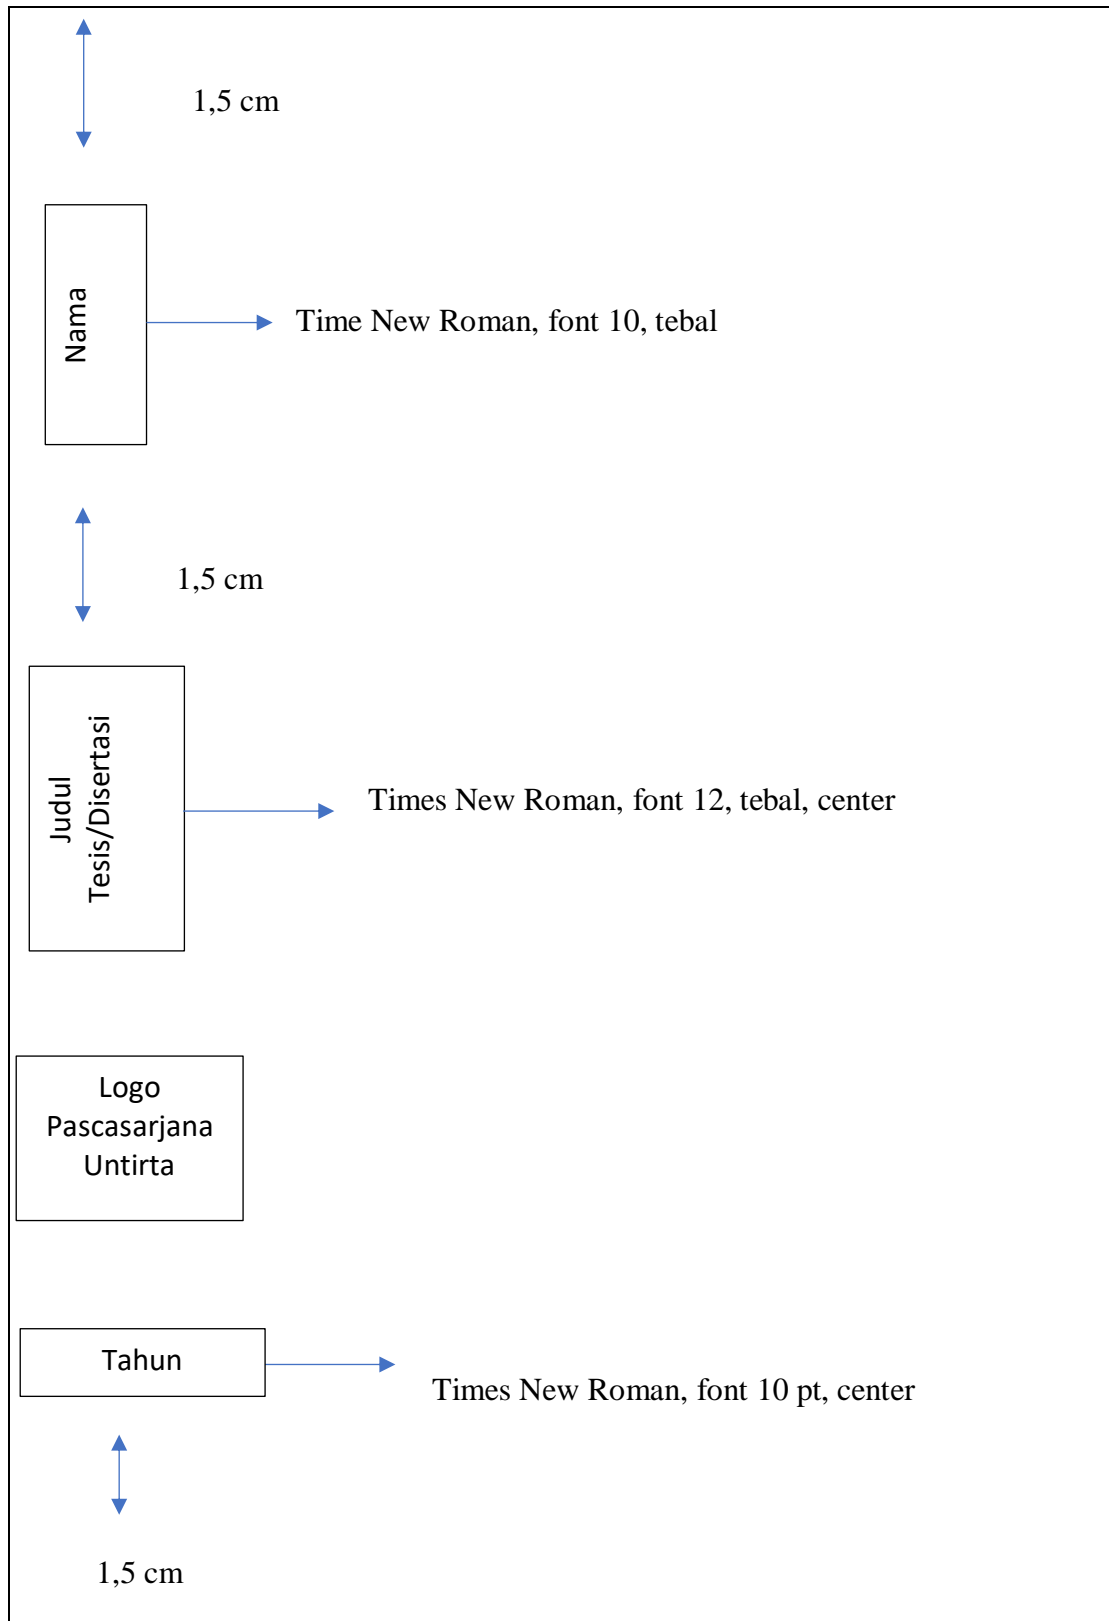 1,5 cm
Nama
Time New Roman, font 10, tebal
1,5 cm
Judul
Tesis/Disertasi
Times New Roman, font 12, tebal, center
Logo
Pascasarjana
Untirta
Tahun
Times New Roman, font 10 pt, center
1,5 cm